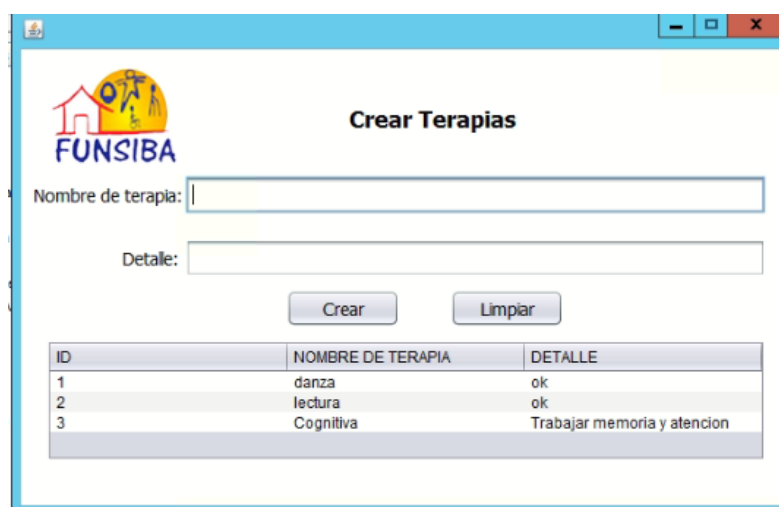 FUNSIBA
Crear Terapias
Nombre de terapia:
Detalle:
Crear Limpiar
ID NOMBRE DE TERAPIA DETALLE
1 danza ok
2 lectura ok
3 Cognitiva Trabajar memoria y atencion